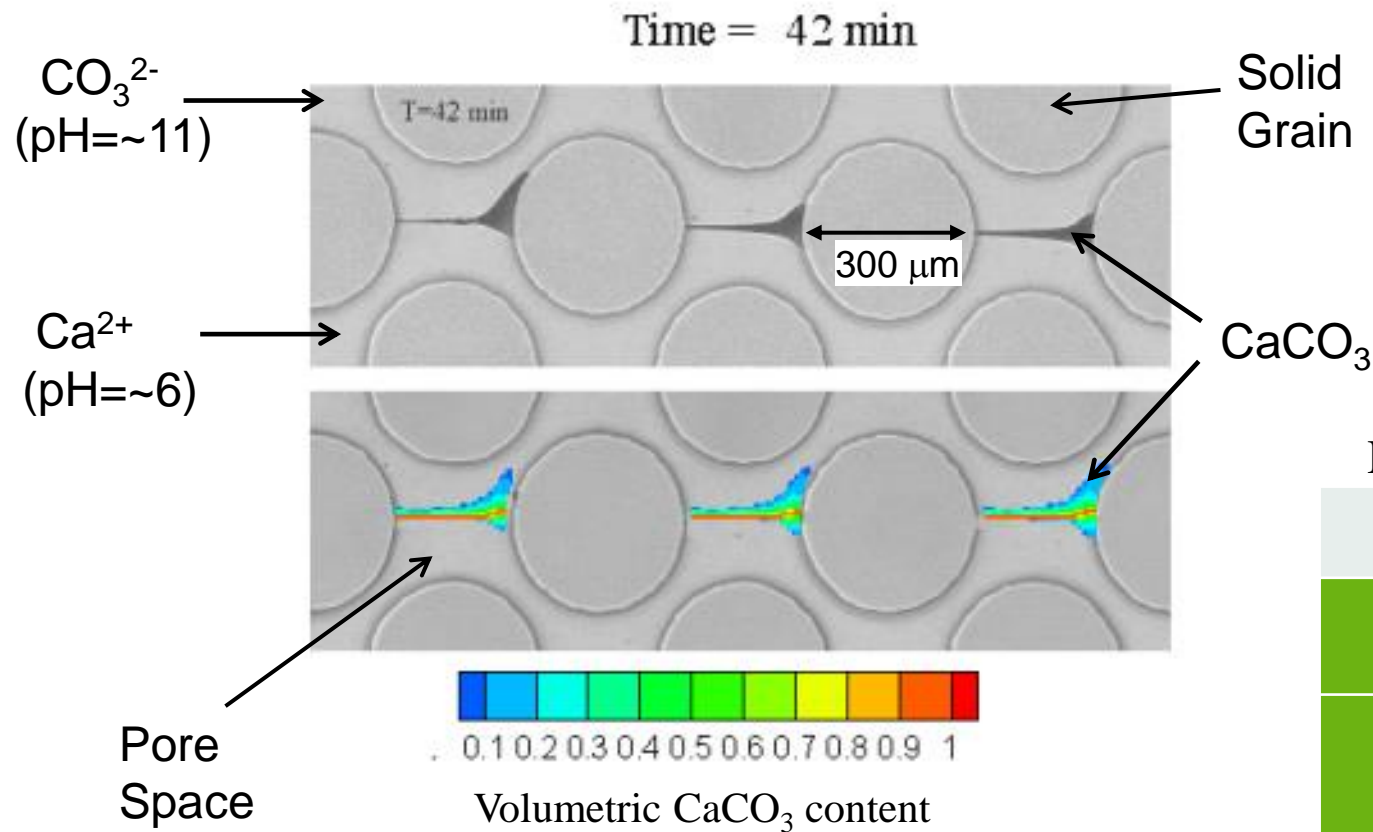 Time = 42 min
CO₃²⁻
(pH=~11)
T=42 min
Solid
Grain
300 μm
Ca²⁺
(pH=~6)
CaCO₃
Pore
Space
. 0.1 0.2 0.3 0.4 0.5 0.6 0.7 0.8 0.9 1
Volumetric CaCO₃ content